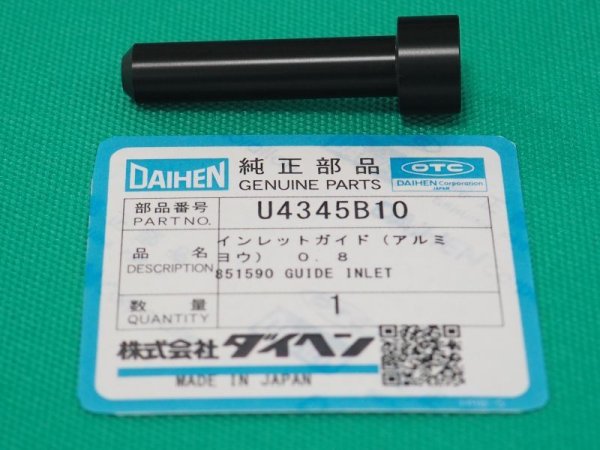 DAIHEN 純正部品 OTC
GENUINE PARTS DAIHEN Corporation
JAPAN
部品番号 U4345B10
PART NO.
インレットガイド（アルミ
品名 ヨウ） 0.8
DESCRIPTION 851590 GUIDE INLET
数量 1
QUANTITY
株式会社 ダイヘン
MADE IN JAPAN